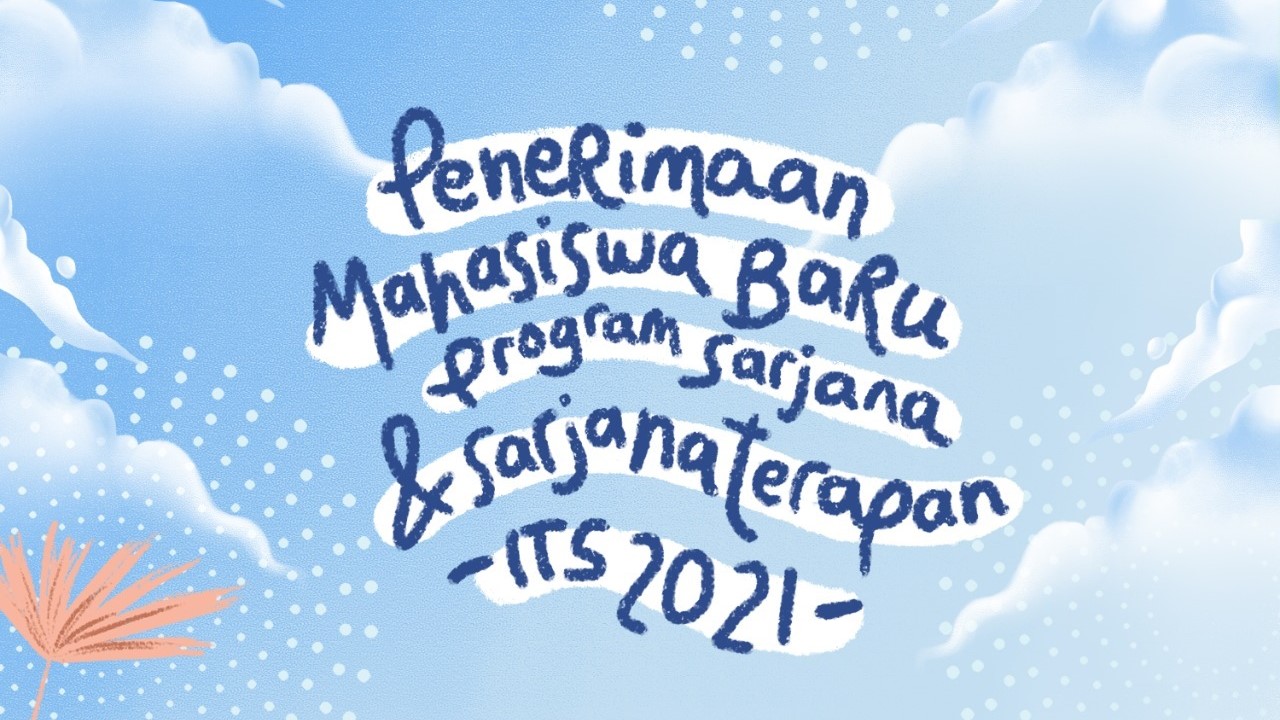 Penerimaan
Mahasiswa Baru
program sarjana
& sarjana terapan
- ITS 2021 -